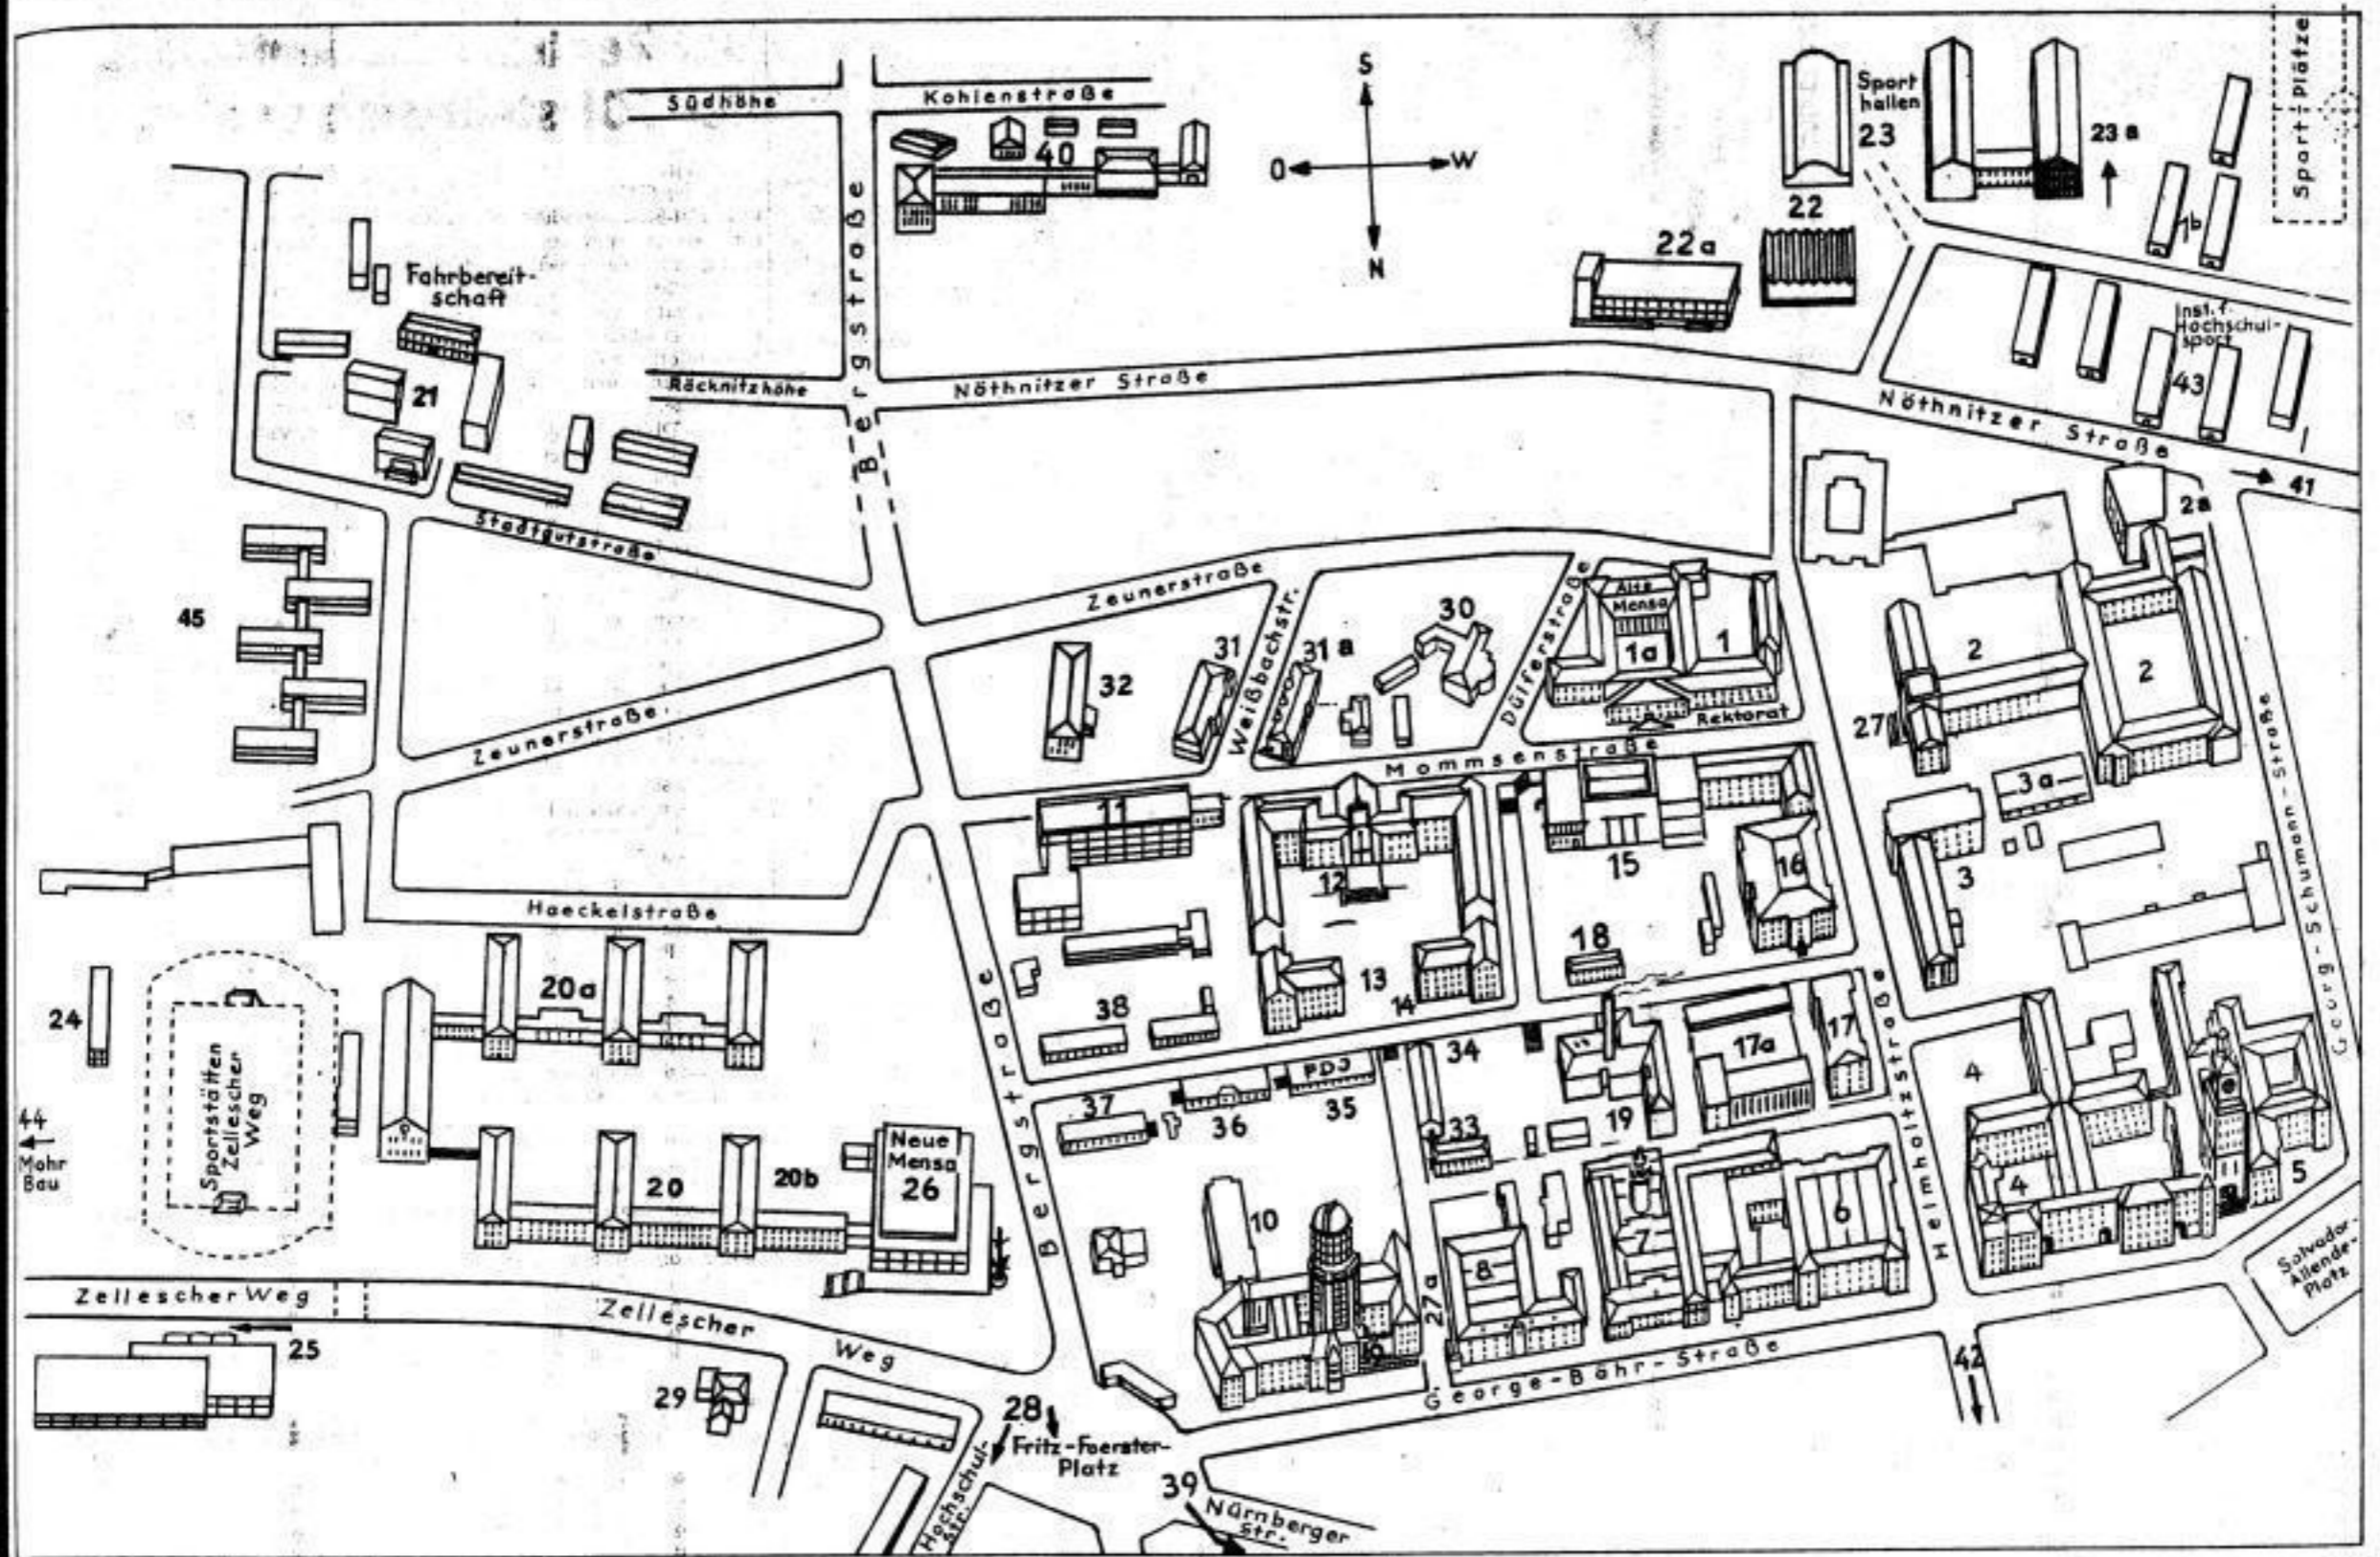 Südhöhe
Kohlenstraße
40
S
O
W
N
Sport
hallen
23
23a
22
22a
1b
Sport-Plätze
Inst. f.
Hochschul-
sport
43
Fahrbereit-
schaft
21
Bergstraße
Räcknitzhöhe
Nöthnitzer Straße
Nöthnitzer Straße
41
2a
Stadtgutstraße
45
Zeunerstraße
Zeunerstraße
Weißbachstr.
Dülferstraße
32
31
31a
30
Alte
Mensa
1a
1
Rektorat
Mommsenstraße
2
2
27
3a
3
Georg-Schumann-Straße
11
12
13
14
15
16
18
Haeckelstraße
20a
24
Sportstätten
Zellescher
Weg
44
Mohr
Bau
20
20b
Neue
Mensa
26
Bergstraße
38
37
36
FDJ
35
34
33
19
17a
17
Helmholtzstraße
4
4
5
10
9
27a
8
7
6
Salvador-
Allende-
Platz
Zellescher Weg
Zellescher
Weg
25
29
28
Fritz-Foerster-
Platz
Hochschul-
str.
39
Nürnberger
Str.
George-Bähr-Straße
42